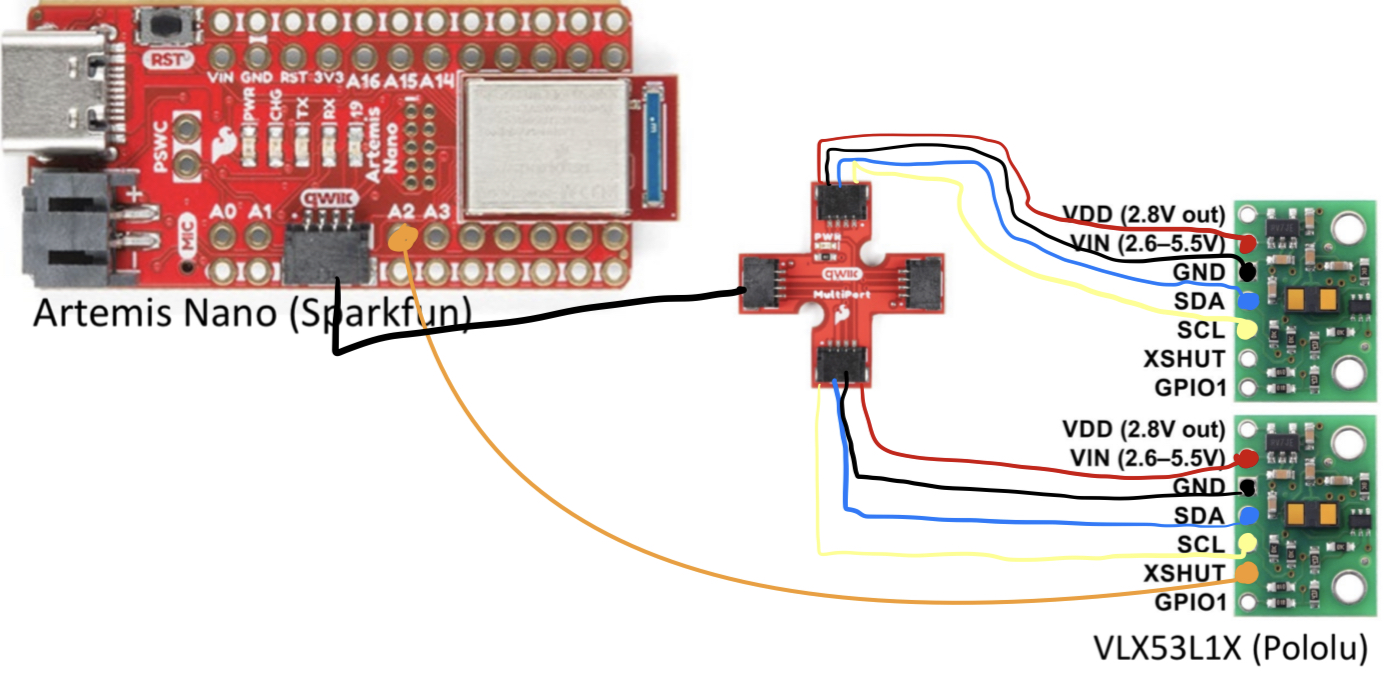 RST
VIN GND RST 3V3 A16 A15 A14
PWR
CHG
TX
RX
19
Artemis
Nano
PSWC
+
-
MIC
qwiic
A0 A1 A2 A3
Artemis Nano (Sparkfun)
PWR
qwiic
MultiPort
VDD (2.8V out)
VIN (2.6–5.5V)
GND
SDA
SCL
XSHUT
GPIO1
VDD (2.8V out)
VIN (2.6–5.5V)
GND
SDA
SCL
XSHUT
GPIO1
VLX53L1X (Pololu)